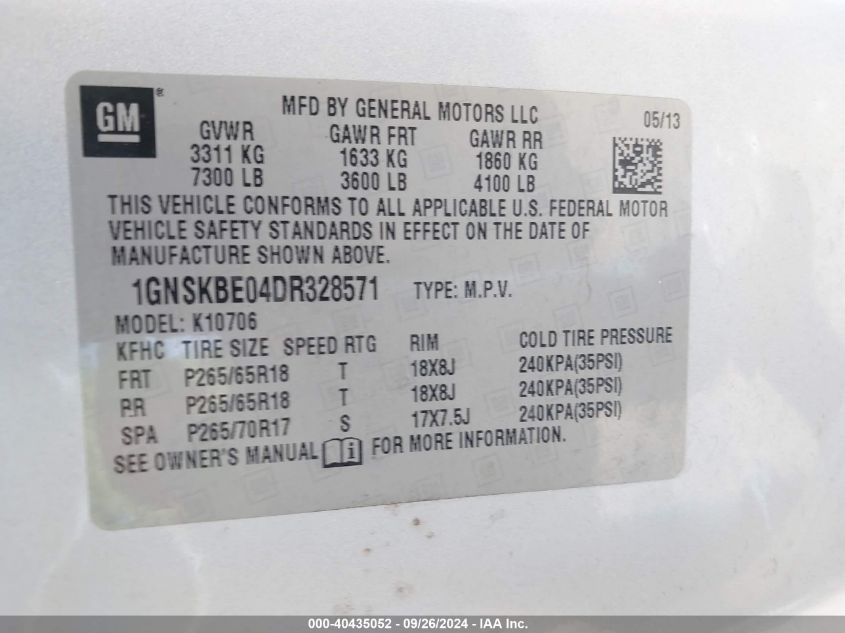 GM ®
MFD BY GENERAL MOTORS LLC 05/13
GVWR GAWR FRT GAWR RR
3311 KG 1633 KG 1860 KG
7300 LB 3600 LB 4100 LB
THIS VEHICLE CONFORMS TO ALL APPLICABLE U.S. FEDERAL MOTOR
VEHICLE SAFETY STANDARDS IN EFFECT ON THE DATE OF
MANUFACTURE SHOWN ABOVE.
1GNSKBE04DR328571 TYPE: M.P.V.
MODEL: K10706
KFHC TIRE SIZE SPEED RTG RIM COLD TIRE PRESSURE
FRT P265/65R18 T 18X8J 240KPA(35PSI)
RR P265/65R18 T 18X8J 240KPA(35PSI)
SPA P265/70R17 S 17X7.5J 240KPA(35PSI)
SEE OWNER'S MANUAL i FOR MORE INFORMATION.
000-40435052 - 09/26/2024 - IAA Inc.